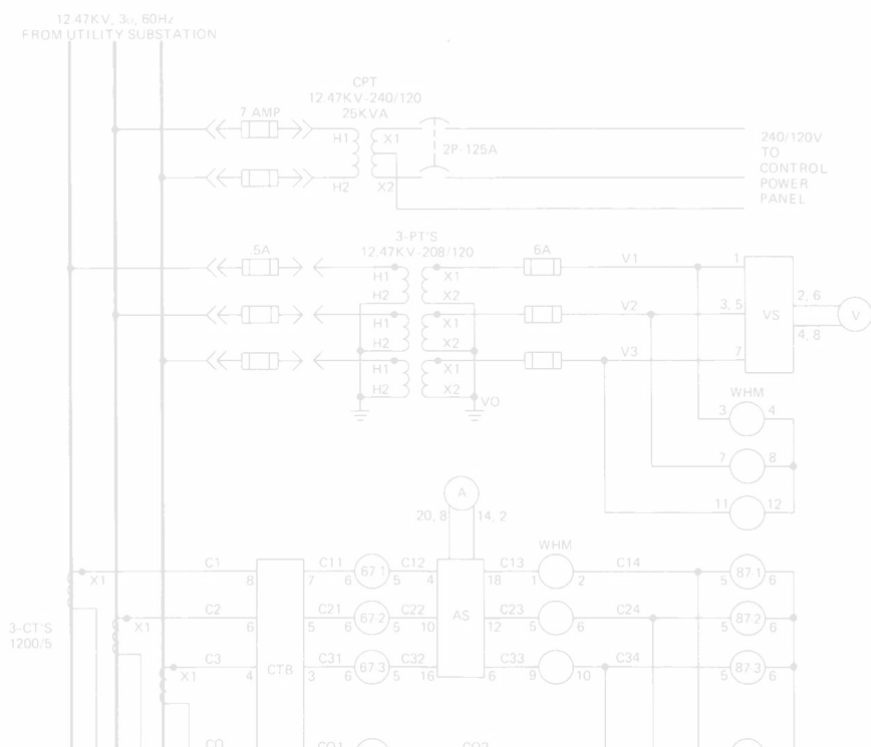 12.47KV, 3ø, 60Hz
FROM UTILITY SUBSTATION
CPT
12.47KV-240/120
25KVA
7 AMP
H1
X1
2P-125A
H2
X2
240/120V
TO
CONTROL
POWER
PANEL
3-PT'S
12.47KV-208/120
.5A
6A
V1
1
H1
X1
H2
X2
V2
3, 5
VS
2, 6
V
4, 8
H1
X1
H2
X2
V3
7
H1
X1
H2
X2
VO
WHM
3
4
7
8
11
12
A
20, 8
14, 2
WHM
C1
8
7
C11
6
67-1
5
C12
4
18
C13
1
2
C14
5
87-1
6
X1
3-CT'S
1200/5
C2
6
5
C21
6
67-2
5
C22
10
AS
12
C23
5
6
C24
5
87-2
6
X1
C3
4
CTB
3
C31
6
67-3
5
C32
16
6
C33
9
10
C34
5
87-3
6
X1
CO
CO1
CO2